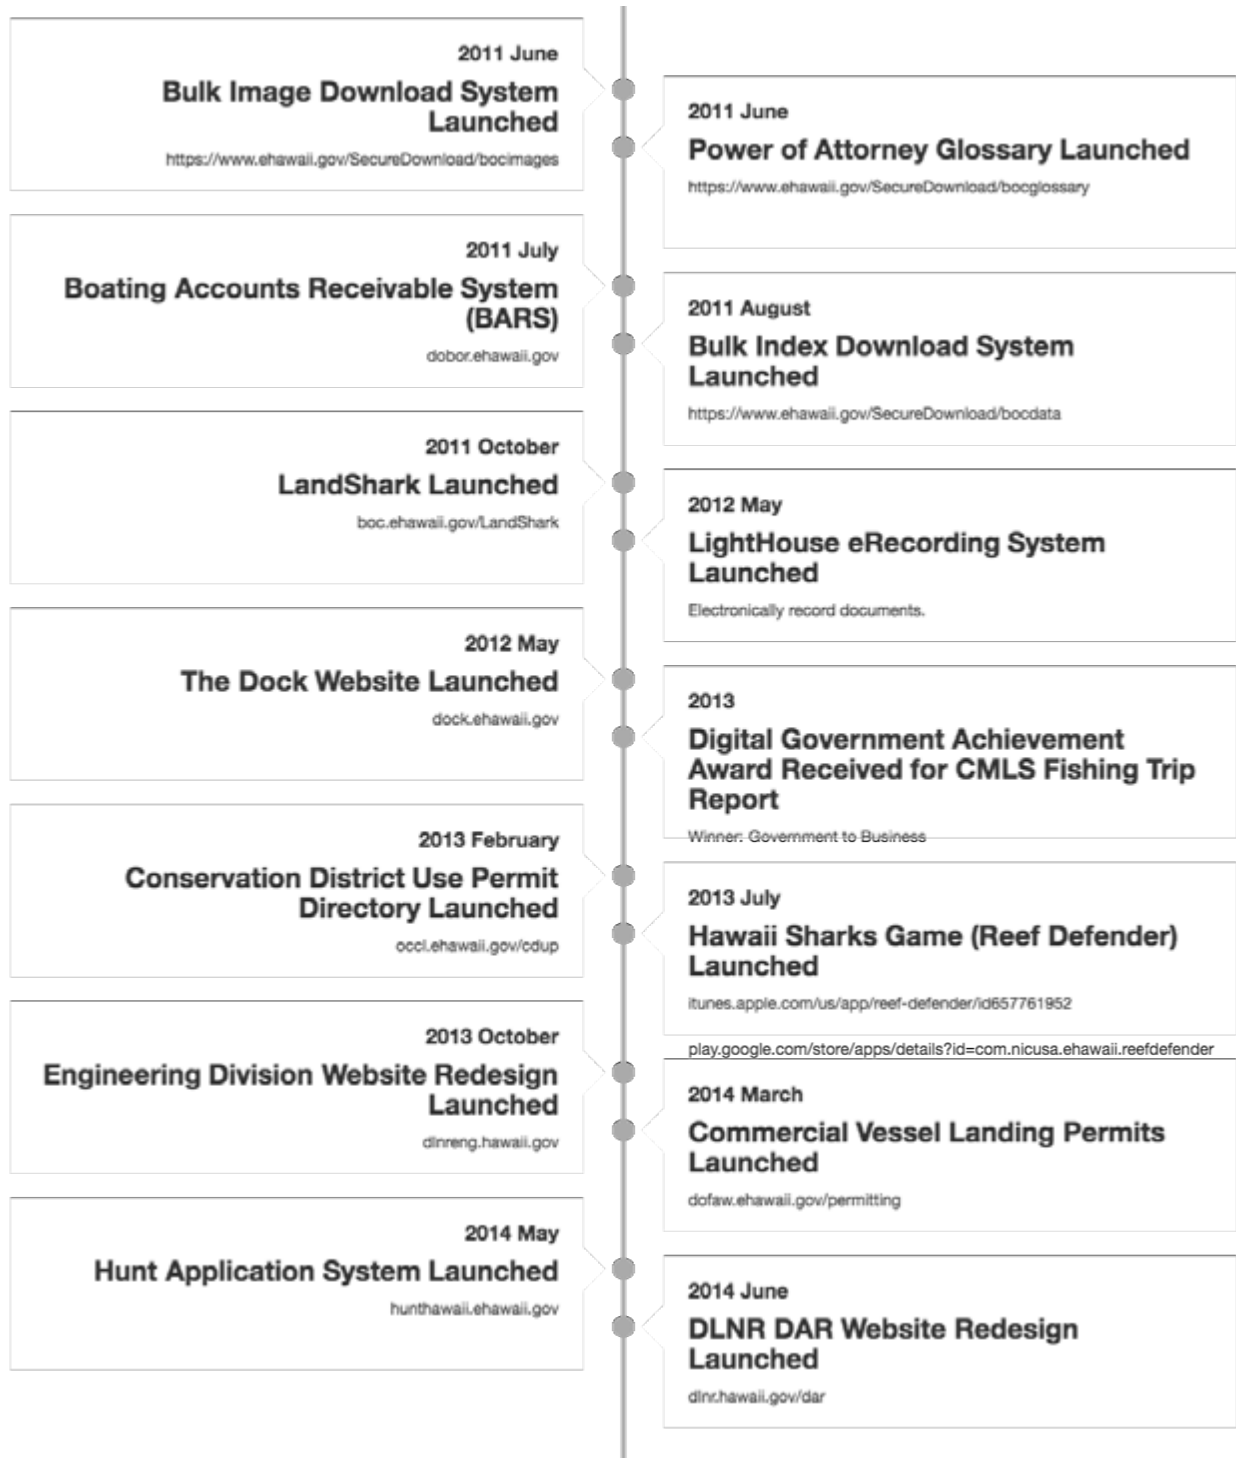 2011 June
Bulk Image Download System
Launched
https://www.ehawaii.gov/SecureDownload/bocimages
2011 June
Power of Attorney Glossary Launched
https://www.ehawaii.gov/SecureDownload/bocglossary
2011 July
Boating Accounts Receivable System
(BARS)
dobor.ehawaii.gov
2011 August
Bulk Index Download System
Launched
https://www.ehawaii.gov/SecureDownload/bocdata
2011 October
LandShark Launched
boc.ehawaii.gov/LandShark
2012 May
LightHouse eRecording System
Launched
Electronically record documents.
2012 May
The Dock Website Launched
dock.ehawaii.gov
2013
Digital Government Achievement
Award Received for CMLS Fishing Trip
Report
Winner: Government to Business
2013 February
Conservation District Use Permit
Directory Launched
occl.ehawaii.gov/cdup
2013 July
Hawaii Sharks Game (Reef Defender)
Launched
itunes.apple.com/us/app/reef-defender/id657761952
play.google.com/store/apps/details?id=com.nicusa.ehawaii.reefdefender
2013 October
Engineering Division Website Redesign
Launched
dlnreng.hawaii.gov
2014 March
Commercial Vessel Landing Permits
Launched
dofaw.ehawaii.gov/permitting
2014 May
Hunt Application System Launched
hunthawaii.ehawaii.gov
2014 June
DLNR DAR Website Redesign
Launched
dlnr.hawaii.gov/dar